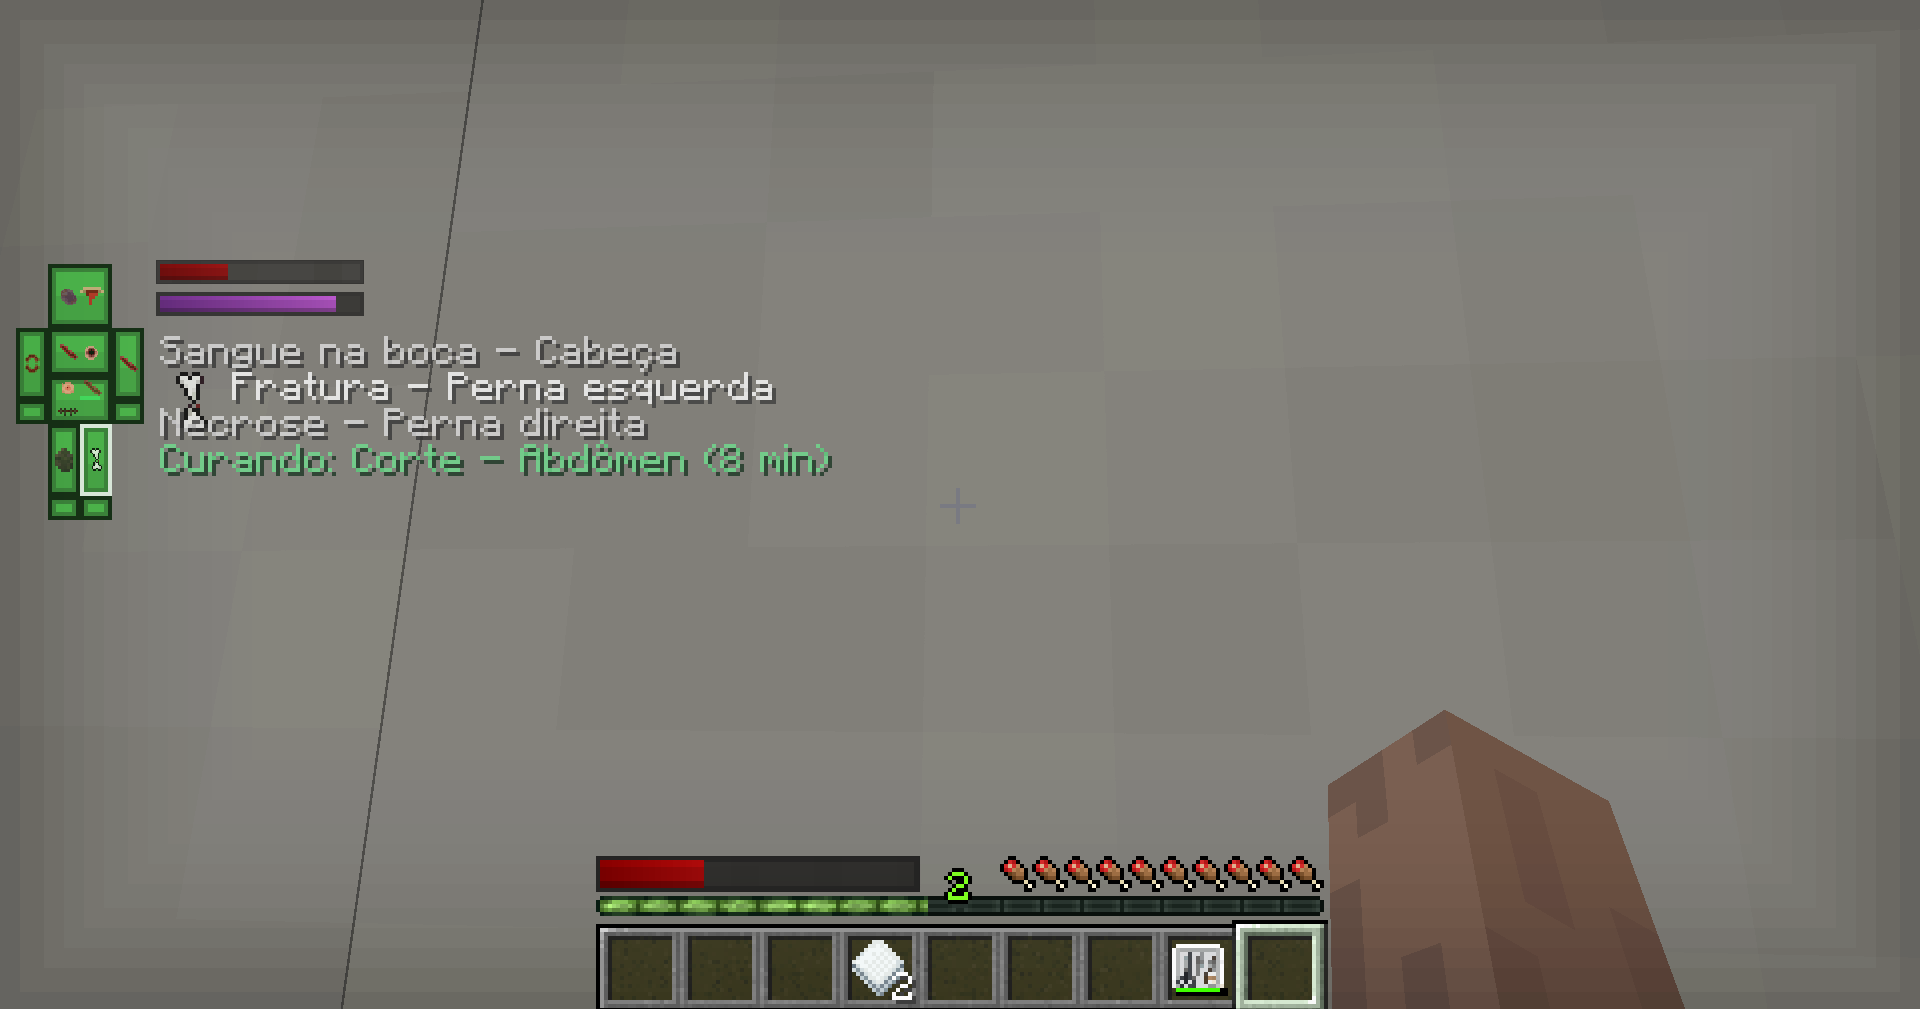 Sangue na boca - Cabeça
Fratura - Perna esquerda
Necrose - Perna direita
Curando: Corte - Abdômen (8 min)
2
2